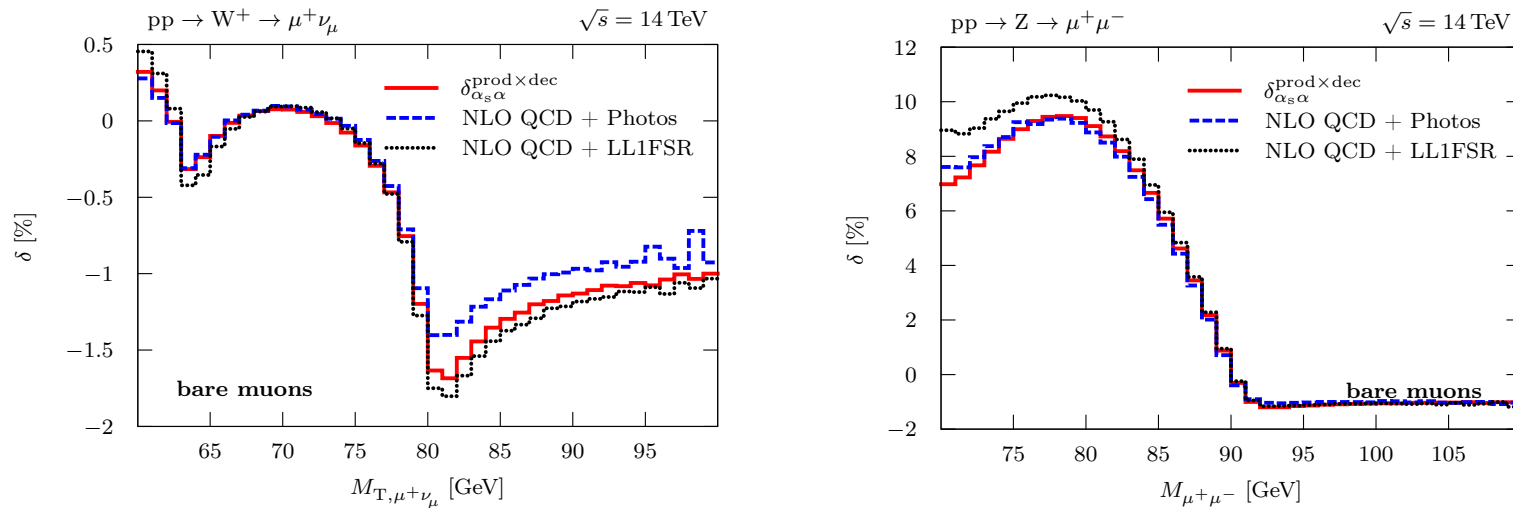 pp → W⁺ → μ⁺ν_μ √s = 14 TeV
0.5
0
−0.5
−1
−1.5
−2
δ [%]
δ^{prod×dec}_{α_sα}
NLO QCD + Photos
NLO QCD + LL1FSR
bare muons
65 70 75 80 85 90 95
M_{T,μ⁺ν_μ} [GeV]
pp → Z → μ⁺μ⁻ √s = 14 TeV
12
10
8
6
4
2
0
−2
δ [%]
δ^{prod×dec}_{α_sα}
NLO QCD + Photos
NLO QCD + LL1FSR
bare muons
75 80 85 90 95 100 105
M_{μ⁺μ⁻} [GeV]